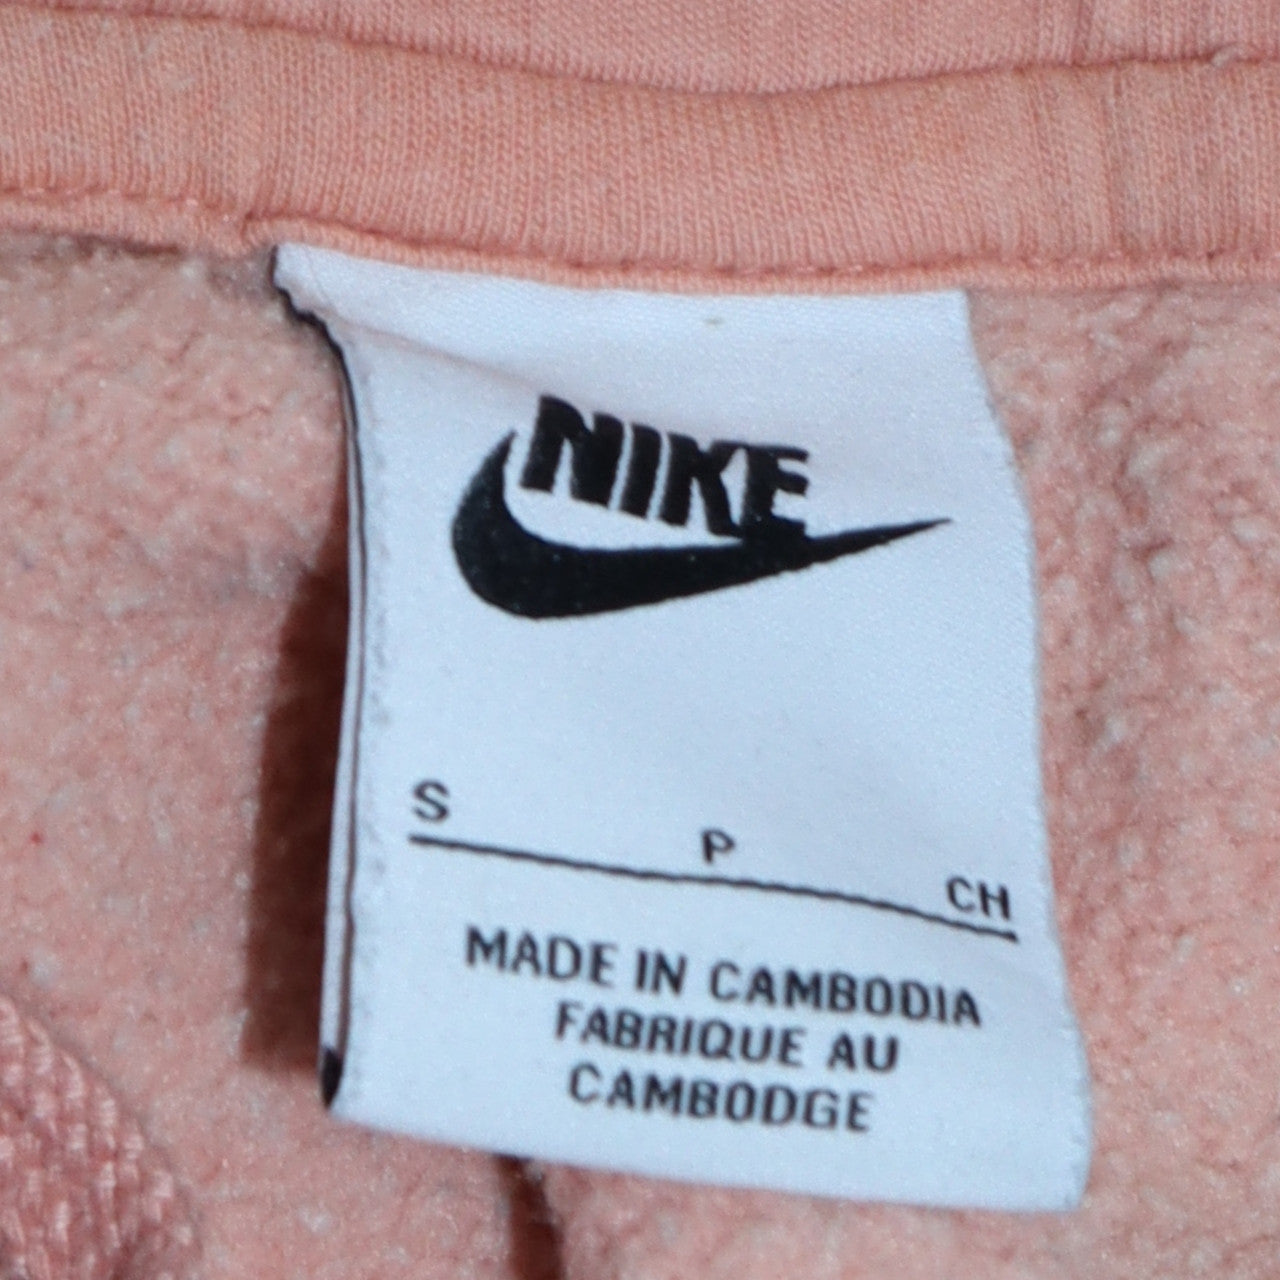 NIKE
S P CH
MADE IN CAMBODIA
FABRIQUE AU
CAMBODGE